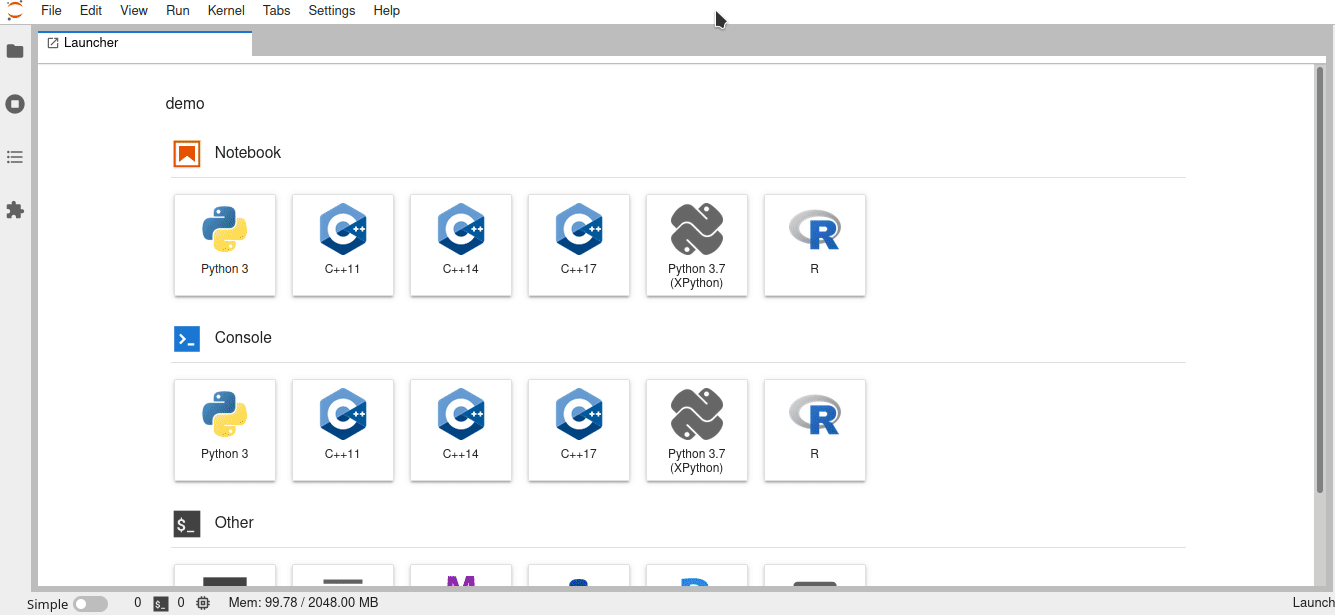 File Edit View Run Kernel Tabs Settings Help
Launcher
demo
Notebook
Python 3 C++11 C++14 C++17 Python 3.7 (XPython) R
Console
Python 3 C++11 C++14 C++17 Python 3.7 (XPython) R
$_ Other
Simple 0 $_ 0 Mem: 99.78 / 2048.00 MB Launch